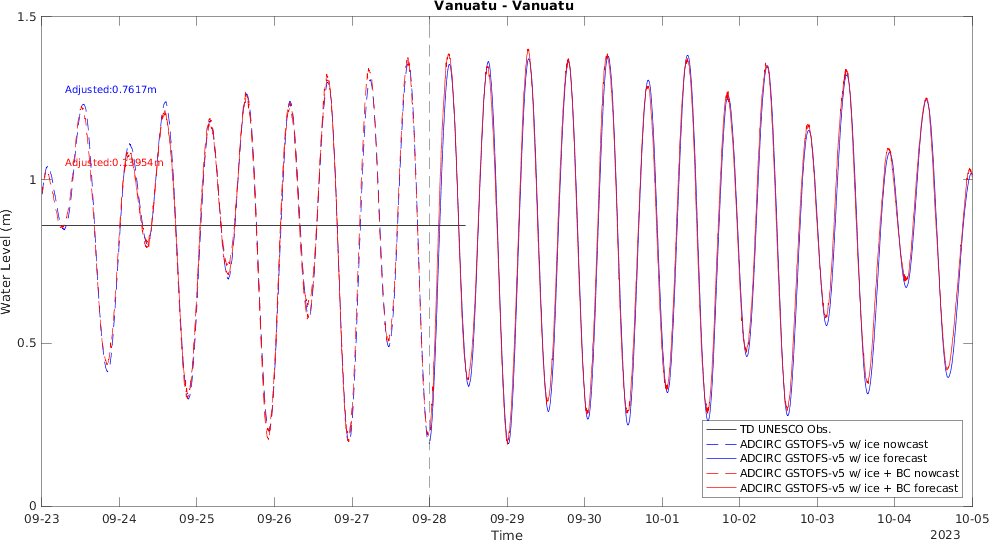 Vanuatu - Vanuatu
Water Level (m)
1.5
1
0.5
0
Adjusted:0.7617m
Adjusted:0.13954m
TD UNESCO Obs.
ADCIRC GSTOFS-v5 w/ ice nowcast
ADCIRC GSTOFS-v5 w/ ice forecast
ADCIRC GSTOFS-v5 w/ ice + BC nowcast
ADCIRC GSTOFS-v5 w/ ice + BC forecast
09-23 09-24 09-25 09-26 09-27 09-28 09-29 09-30 10-01 10-02 10-03 10-04 10-05
Time
2023